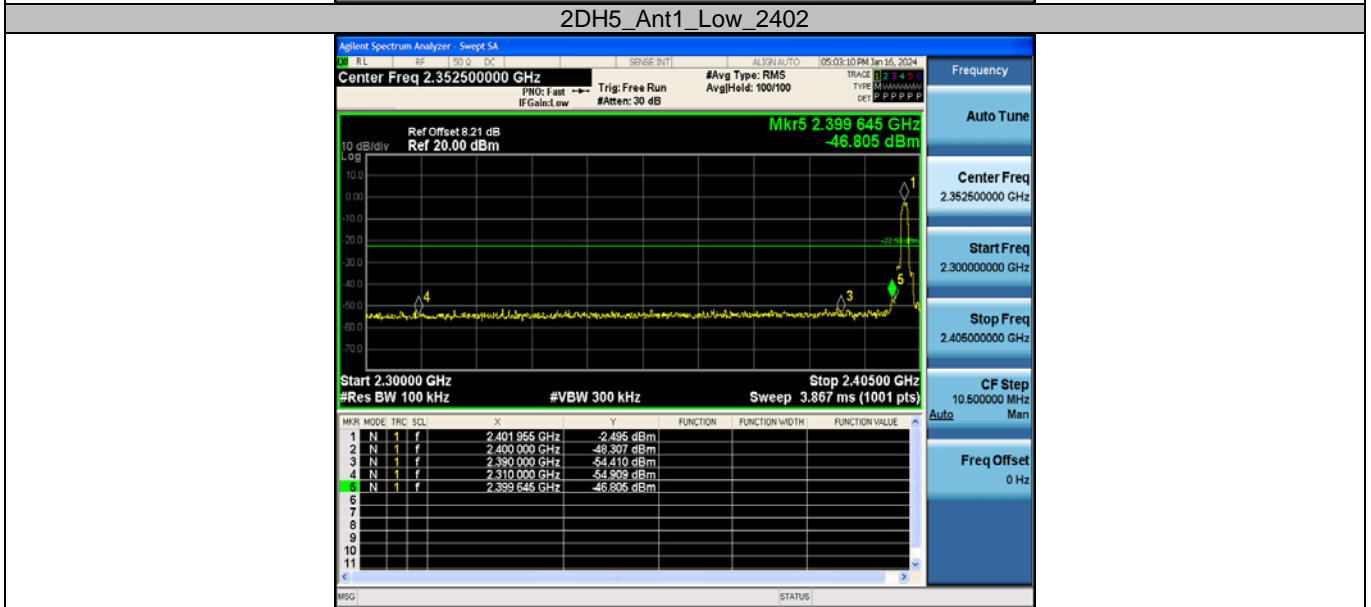 2DH5_Ant1_Low_2402
Agilent Spectrum Analyzer - Swept SA
RL RF 50 Ω DC SENSE:INT ALIGN AUTO 05:03:10 PM Jan 16, 2024
Center Freq 2.352500000 GHz
PNO: Fast
IFGain:Low
Trig: Free Run
#Atten: 30 dB
#Avg Type: RMS
Avg|Hold: 100/100
TRACE 1 2 3 4 5 6
TYPE M
DET P P P P P P
Frequency
Mkr5 2.399 645 GHz
-46.805 dBm
Ref Offset 8.21 dB
10 dB/div Ref 20.00 dBm
Log
10.0
0.00
-10.0
-20.0
-30.0
-40.0
-50.0
-60.0
-70.0
1
5
3
4
Start 2.30000 GHz Stop 2.40500 GHz
#Res BW 100 kHz #VBW 300 kHz Sweep 3.867 ms (1001 pts)
MKR MODE TRC SCL X Y FUNCTION FUNCTION WIDTH FUNCTION VALUE
1 N 1 f 2.401 955 GHz -2.495 dBm
2 N 1 f 2.400 000 GHz -48.307 dBm
3 N 1 f 2.390 000 GHz -54.410 dBm
4 N 1 f 2.310 000 GHz -54.909 dBm
5 N 1 f 2.399 645 GHz -46.805 dBm
6
7
8
9
10
11
MSG STATUS
Auto Tune
Center Freq
2.352500000 GHz
Start Freq
2.300000000 GHz
Stop Freq
2.405000000 GHz
CF Step
10.500000 MHz
Auto Man
Freq Offset
0 Hz